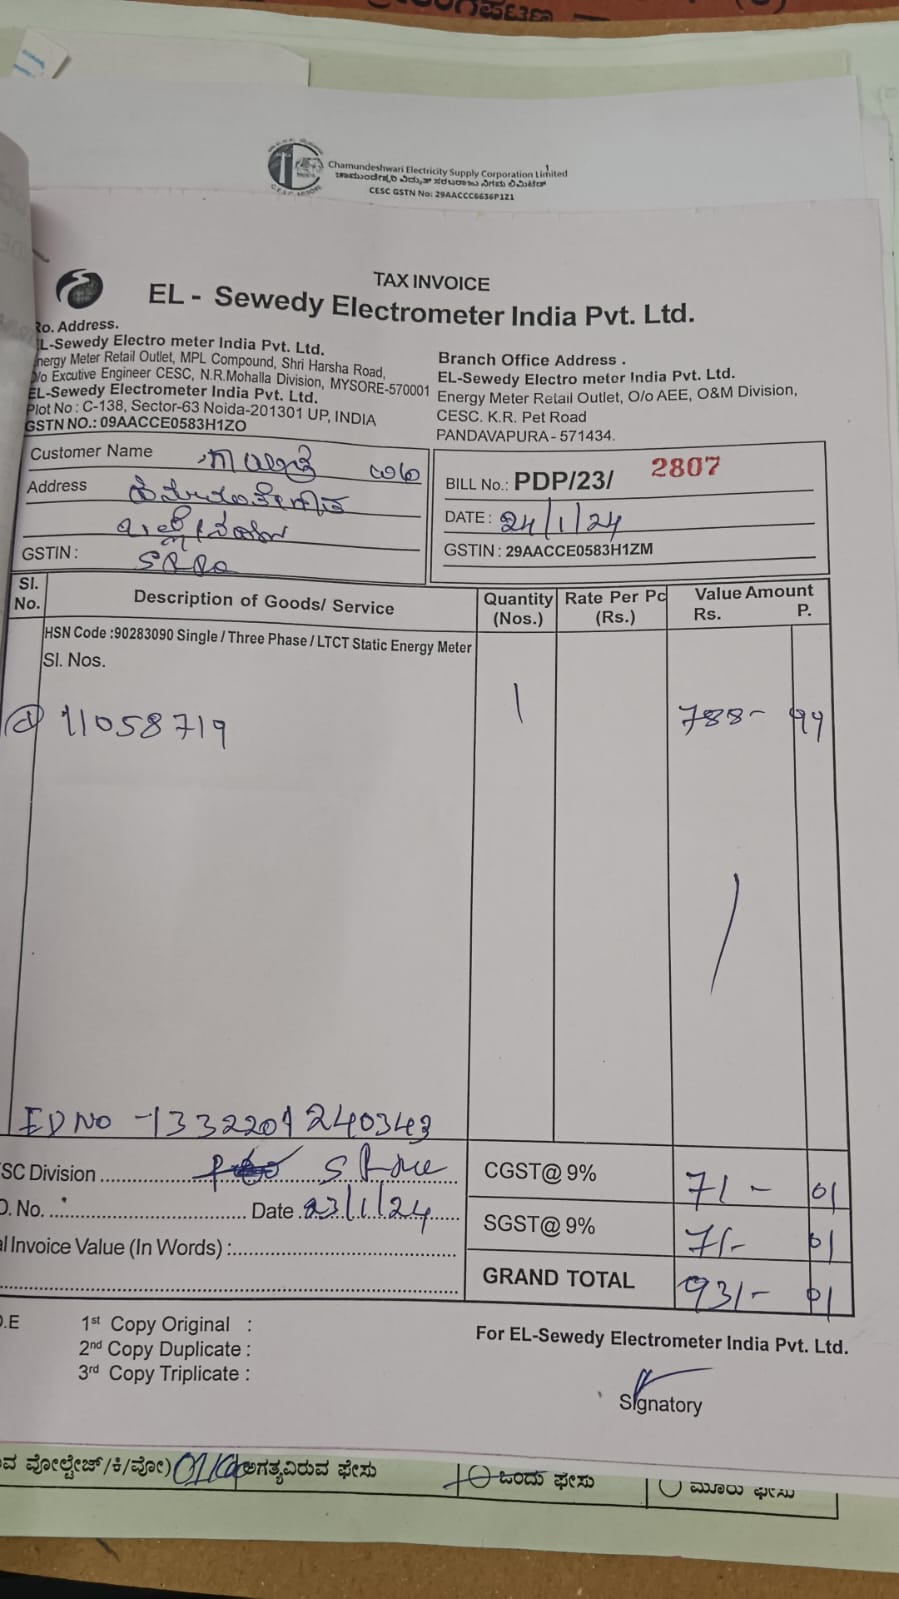 Chamundeshwari Electricity Supply Corporation Limited
ಚಾಮುಂಡೇಶ್ವರಿ ವಿದ್ಯುತ್ ಸರಬರಾಜು ನಿಗಮ ಲಿಮಿಟೆಡ್
CESC GSTN No: 29AACCC6636P1Z1
TAX INVOICE
EL - Sewedy Electrometer India Pvt. Ltd.
Ro. Address.
EL-Sewedy Electro meter India Pvt. Ltd.
Energy Meter Retail Outlet, MPL Compound, Shri Harsha Road,
O/o Excutive Engineer CESC, N.R.Mohalla Division, MYSORE-570001
EL-Sewedy Electrometer India Pvt. Ltd.
Plot No : C-138, Sector-63 Noida-201301 UP, INDIA
GSTN NO.: 09AACCE0583H1ZO
Branch Office Address .
EL-Sewedy Electro meter India Pvt. Ltd.
Energy Meter Retail Outlet, O/o AEE, O&M Division,
CESC. K.R. Pet Road
PANDAVAPURA - 571434.
Customer Name
Address
GSTIN :
BILL No.: PDP/23/ 2807
DATE : 24/1/24
GSTIN : 29AACCE0583H1ZM
Sl. No. Description of Goods/ Service Quantity (Nos.) Rate Per Pc (Rs.) Value Amount Rs. P.
HSN Code :90283090 Single / Three Phase / LTCT Static Energy Meter
Sl. Nos.
11058719 1 788- 99
ED NO -1332201240343
SC Division
O. No. Date 23/1/24
al Invoice Value (In Words) :
CGST@ 9% 71- 01
SGST@ 9% 71- 01
GRAND TOTAL 931- 01
O.E 1st Copy Original :
2nd Copy Duplicate :
3rd Copy Triplicate :
For EL-Sewedy Electrometer India Pvt. Ltd.
Signatory
ವೋಲ್ಟೇಜ್/ಕಿ/ವೋ) ಅಗತ್ಯವಿರುವ ಫೇಸು ಒಂದು ಫೇಸು ಮೂರು ಫೇಸು